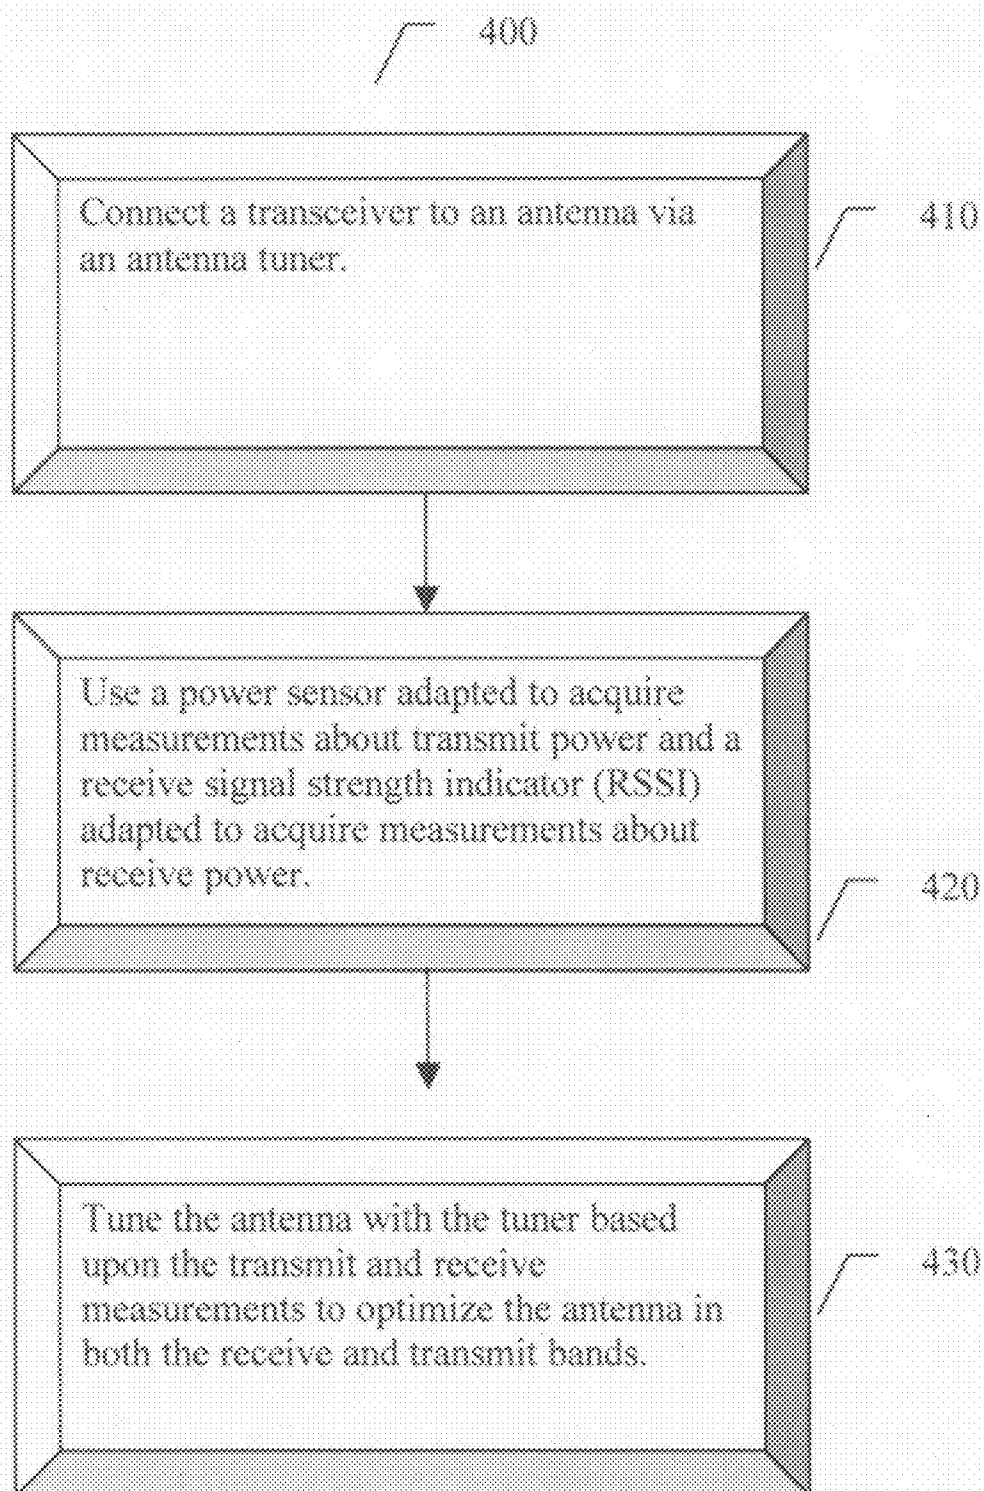 400
Connect a transceiver to an antenna via
an antenna tuner.
410
Use a power sensor adapted to acquire
measurements about transmit power and a
receive signal strength indicator (RSSI)
adapted to acquire measurements about
receive power.
420
Tune the antenna with the tuner based
upon the transmit and receive
measurements to optimize the antenna in
both the receive and transmit bands.
430